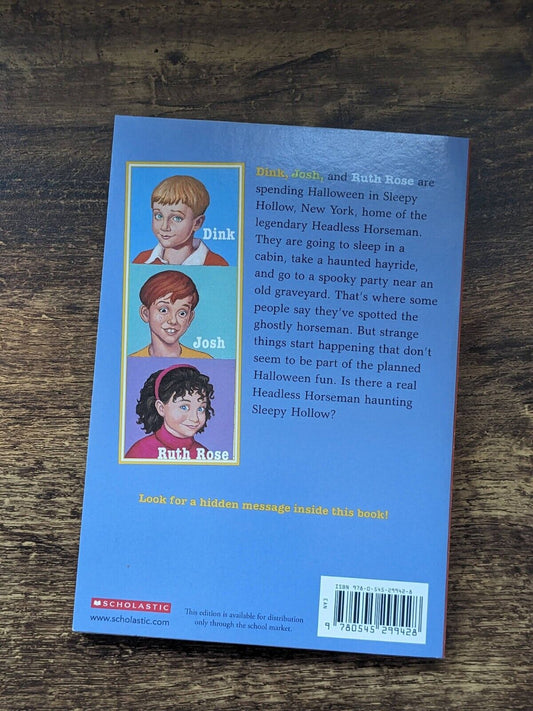 Dink, Josh, and Ruth Rose are
spending Halloween in Sleepy
Hollow, New York, home of the
legendary Headless Horseman.
They are going to sleep in a
cabin, take a haunted hayride,
and go to a spooky party near an
old graveyard. That's where some
people say they've spotted the
ghostly horseman. But strange
things start happening that don't
seem to be part of the planned
Halloween fun. Is there a real
Headless Horseman haunting
Sleepy Hollow?
Dink
Josh
Ruth Rose
Look for a hidden message inside this book!
SCHOLASTIC
www.scholastic.com
This edition is available for distribution
only through the school market.
ISBN 978-0-545-29942-8
EAN
9 780545 299428